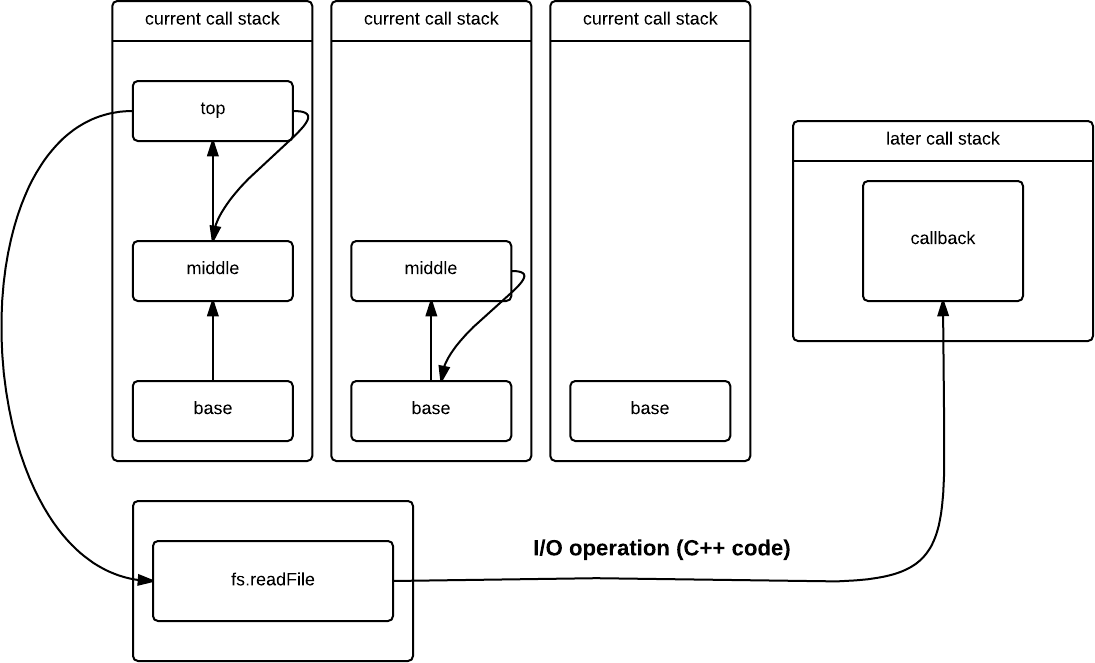 current call stack
current call stack
current call stack
top
later call stack
callback
middle
middle
base
base
base
I/O operation (C++ code)
fs.readFile